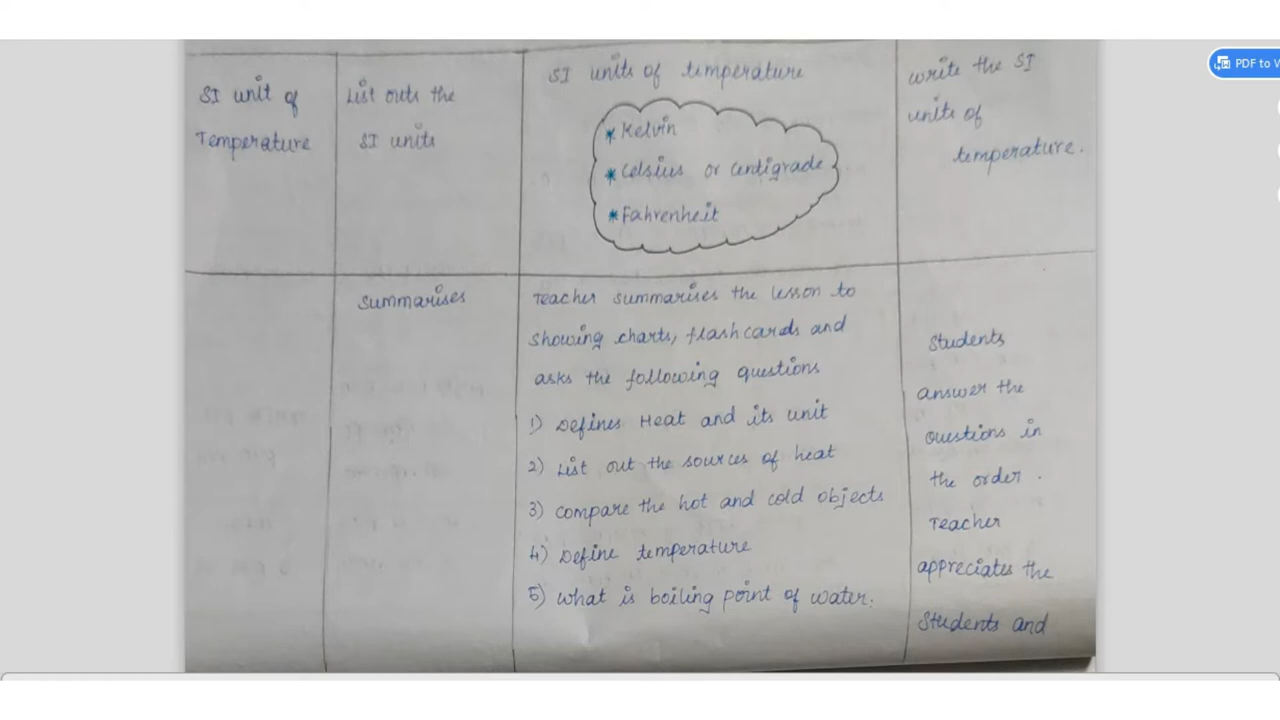 SI unit of
Temperature
List outs the
SI units
SI units of temperature
* Kelvin
* Celsius or centigrade
* Fahrenheit
write the SI
units of
temperature.
Summarises
Teacher summarises the lesson to
showing charts, flash cards and
asks the following questions
1) Defines Heat and its unit
2) List out the sources of heat
3) Compare the hot and cold objects
4) Define temperature
5) What is boiling point of water.
Students
answer the
questions in
the order.
Teacher
appreciates the
students and
PDF to